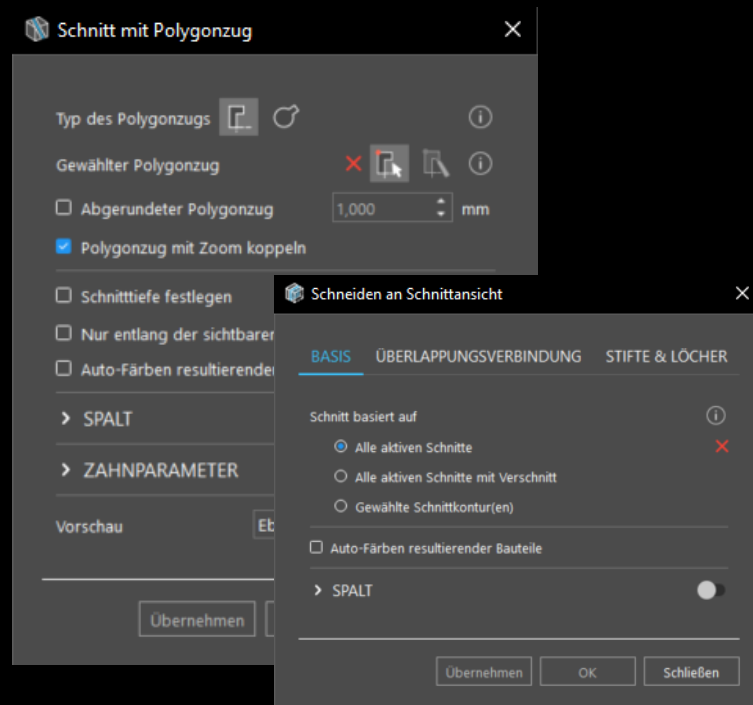 Schnitt mit Polygonzug
Typ des Polygonzugs
Gewählter Polygonzug
Abgerundeter Polygonzug 1,000 mm
Polygonzug mit Zoom koppeln
Schnitttiefe festlegen
Nur entlang der
Auto-Färben
SPALT
ZAHNPARAMETER
Vorschau
Übernehmen
Schneiden an Schnittansicht
BASIS ÜBERLAPPUNGSVERBINDUNG STIFTE & LÖCHER
Schnitt basiert auf
Alle aktiven Schnitte
Alle aktiven Schnitte mit Verschnitt
Gewählte Schnittkontur(en)
Auto-Färben resultierender Bauteile
SPALT
Übernehmen OK Schließen